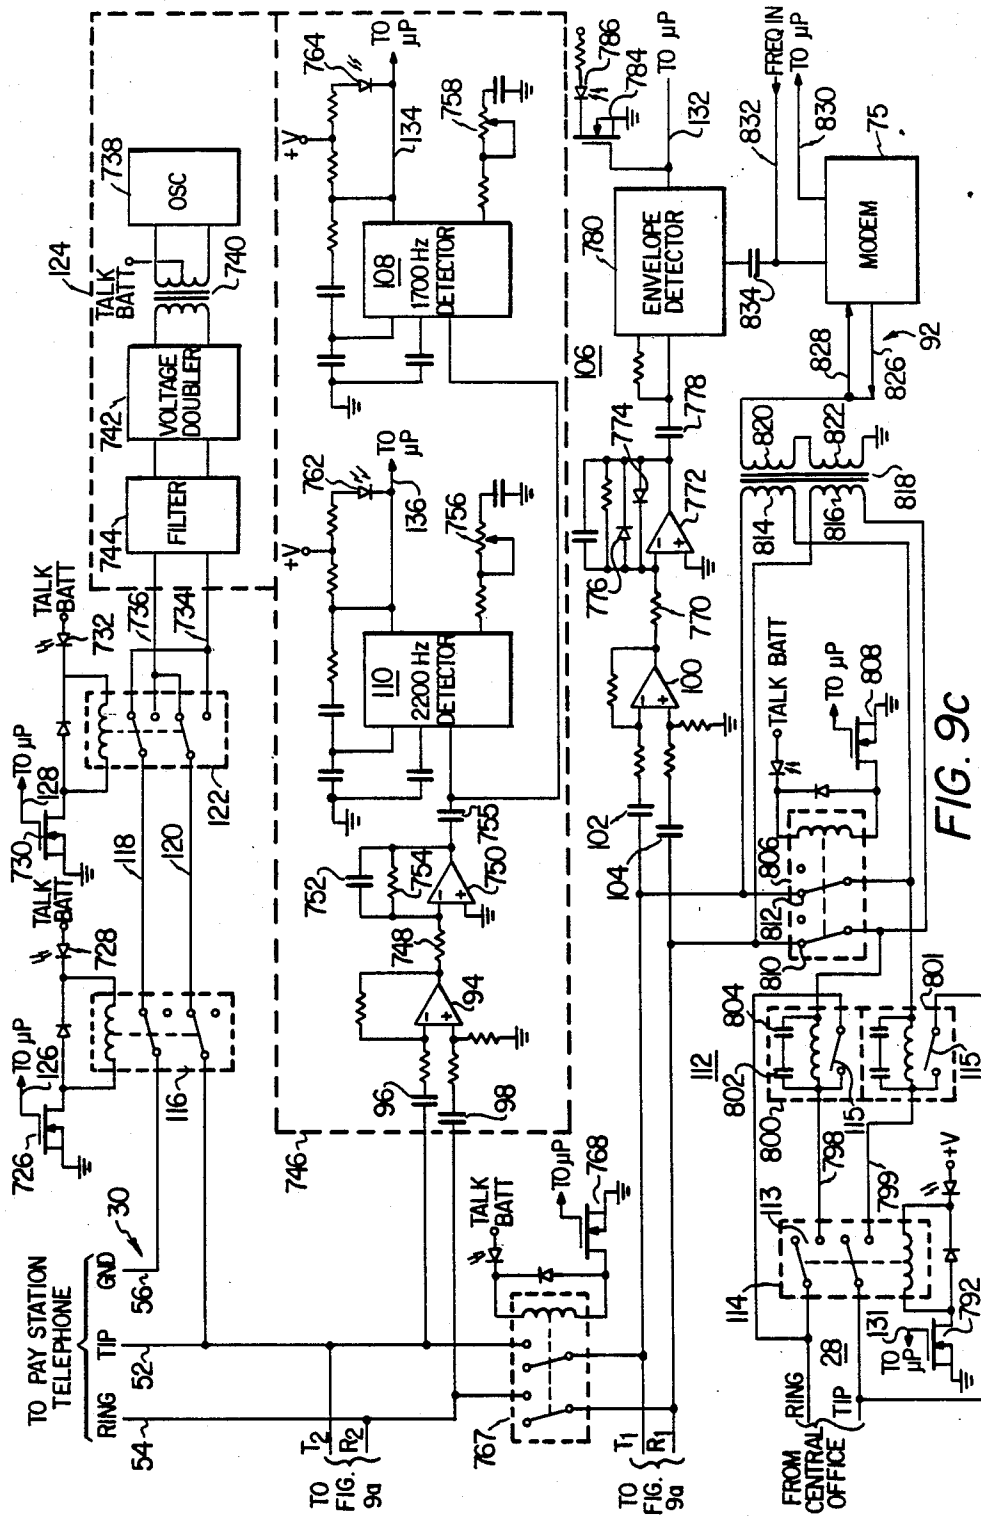 TO PAY STATION
TELEPHONE
RING
TIP
GND
54
52
56
30
726
TO µP
126
TALK
BATT
728
116
118
120
730
TO µP
128
TALK
BATT
732
122
736
734
124
744
FILTER
742
VOLTAGE
DOUBLER
TALK
BATT
740
738
OSC
746
96
98
94
748
752
754
750
755
110
2200 Hz
DETECTOR
+V
762
TO
µP
136
756
108
1700 Hz
DETECTOR
+V
764
TO
µP
134
758
T2
R2
TO
FIG.
9a
767
TALK
BATT
TO µP
768
T1
R1
TO
FIG.
9a
102
104
100
770
776
774
772
778
106
780
ENVELOPE
DETECTOR
786
784
TO µP
132
834
FREQ IN
832
TO µP
830
75
MODEM
92
828
826
820
822
818
814
816
TALK BATT
TO µP
808
806
812
810
804
802
801
112
800
115
115
798
799
113
114
+V
792
131
TO
µP
28
RING
TIP
FROM
CENTRAL
OFFICE
FIG. 9c